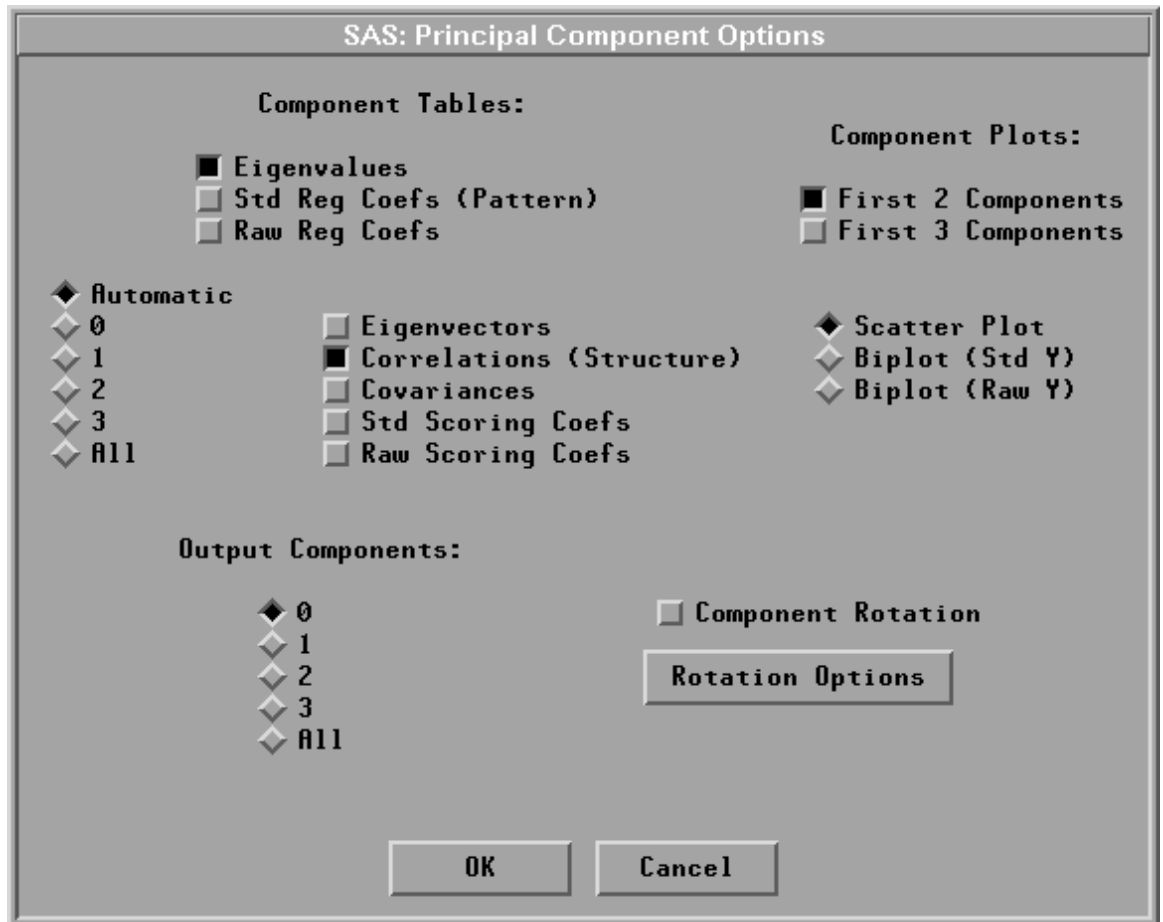 SAS: Principal Component Options
Component Tables:
Eigenvalues
Std Reg Coefs (Pattern)
Raw Reg Coefs
Automatic
0
1
2
3
All
Eigenvectors
Correlations (Structure)
Covariances
Std Scoring Coefs
Raw Scoring Coefs
Component Plots:
First 2 Components
First 3 Components
Scatter Plot
Biplot (Std Y)
Biplot (Raw Y)
Output Components:
0
1
2
3
All
Component Rotation
Rotation Options
OK
Cancel